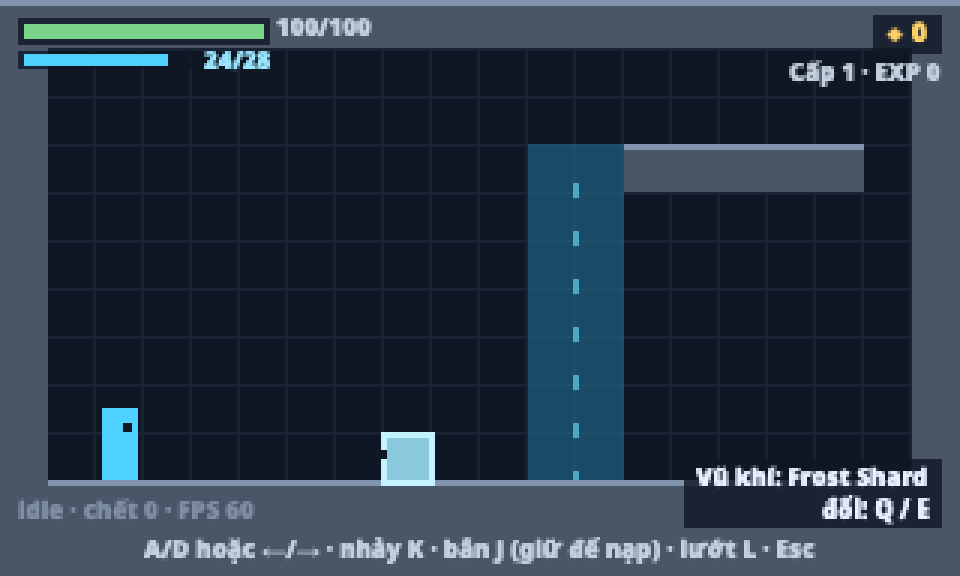 100/100
◆ 0
24/28
Cấp 1 · EXP 0
Vũ khí: Frost Shard
đổi: Q / E
Idle · chết 0 · FPS 60
A/D hoặc ←/→ · nhảy K · bắn J (giữ để nạp) · lướt L · Esc